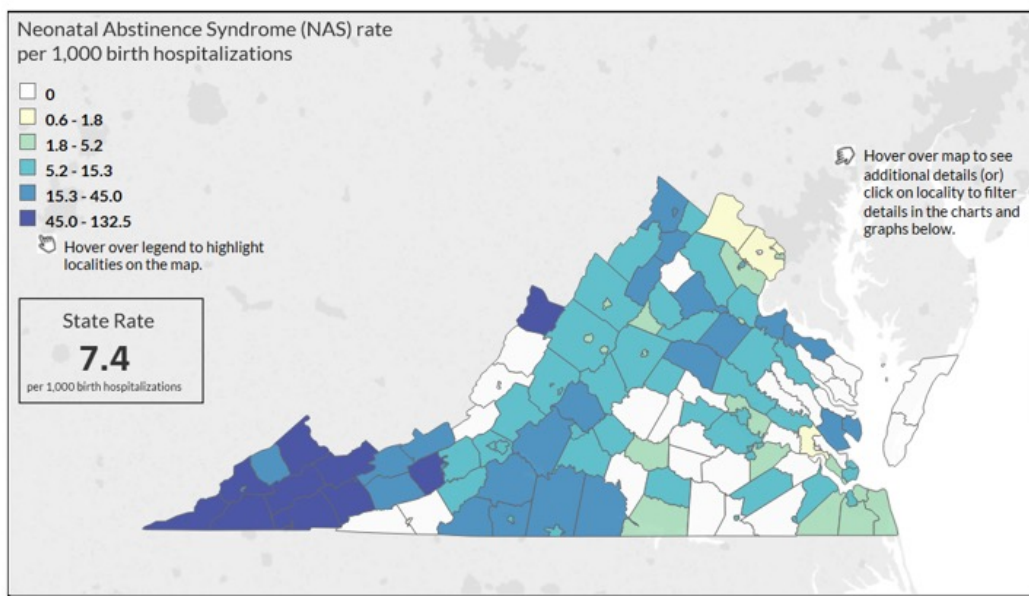 Neonatal Abstinence Syndrome (NAS) rate
per 1,000 birth hospitalizations
0
0.6 - 1.8
1.8 - 5.2
5.2 - 15.3
15.3 - 45.0
45.0 - 132.5
Hover over legend to highlight
localities on the map.
Hover over map to see
additional details (or)
click on locality to filter
details in the charts and
graphs below.
State Rate
7.4
per 1,000 birth hospitalizations